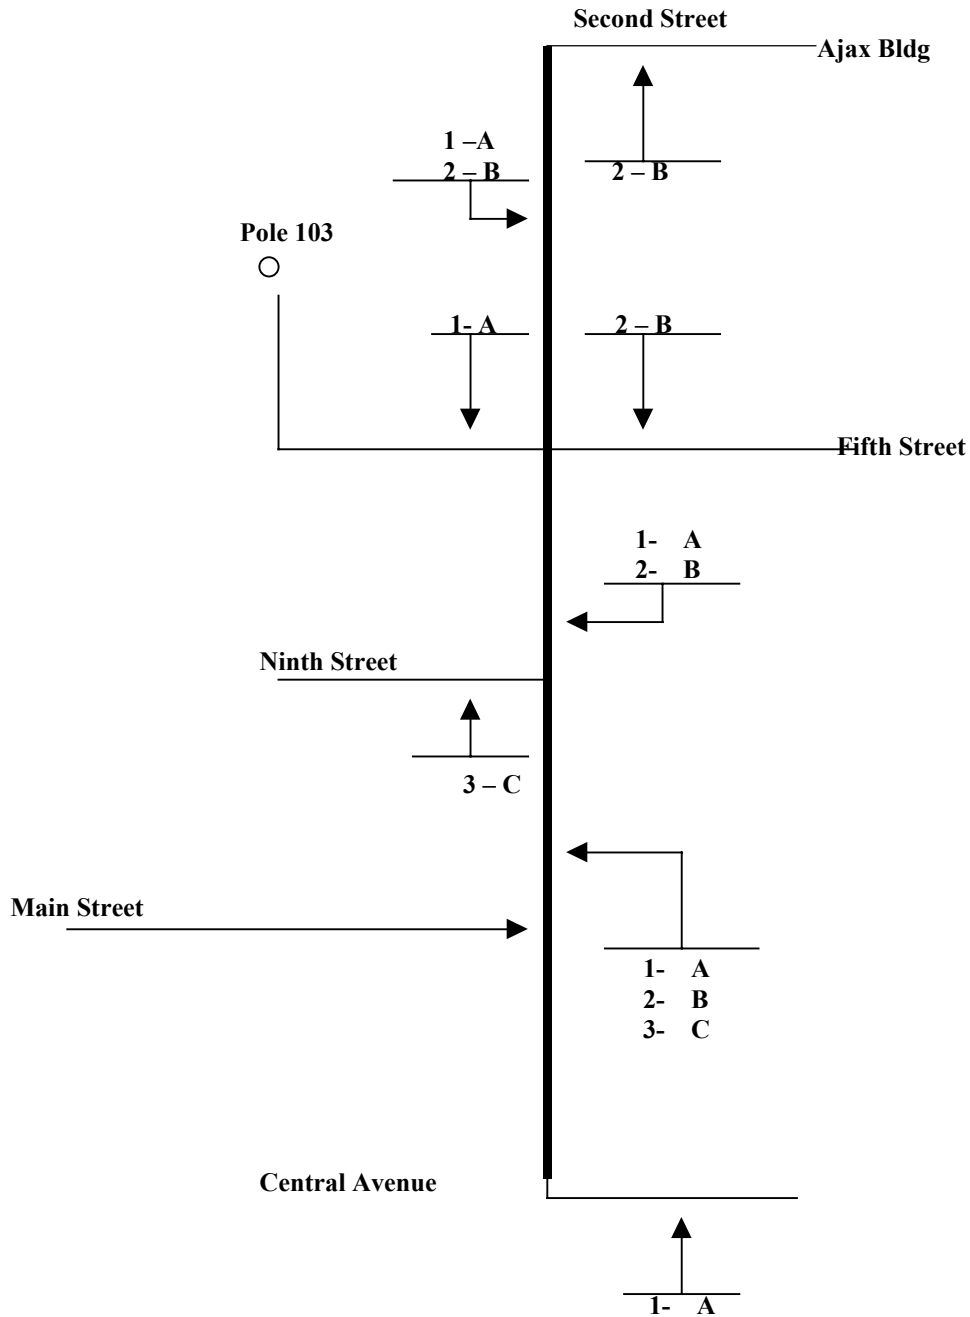 Second Street
Ajax Bldg
1 –A
2 – B
2 – B
Pole 103
1- A
2 – B
Fifth Street
1- A
2- B
Ninth Street
3 – C
Main Street
1- A
2- B
3- C
Central Avenue
1- A